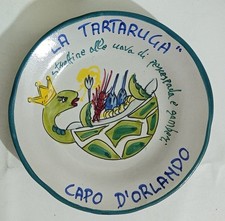 "LA TARTARUGA"
linguine alle uova di pescespada e gamberi
CAPO D'ORLANDO